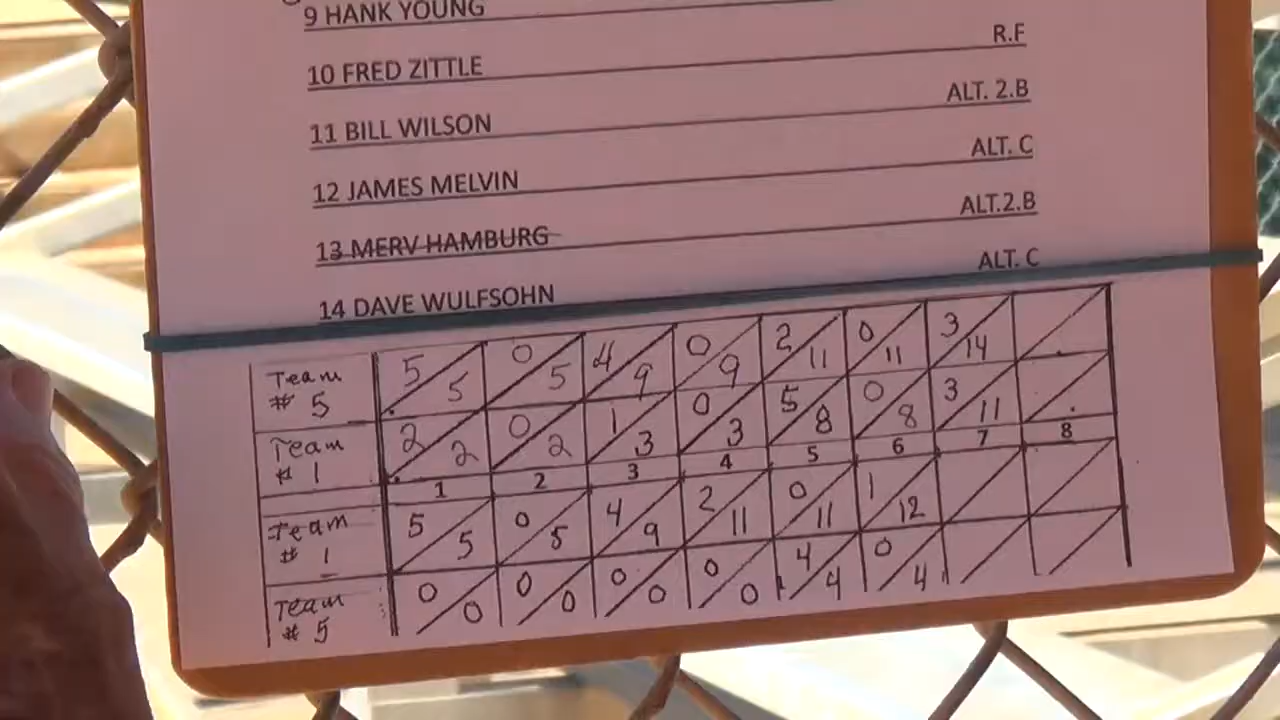 9 HANK YOUNG
10 FRED ZITTLE R.F
11 BILL WILSON ALT. 2.B
12 JAMES MELVIN ALT. C
13 MERV HAMBURG ALT.2.B
14 DAVE WULFSOHN ALT. C
Team # 5 5 5 0 5 4 9 0 9 2 11 0 11 3 14
Team # 1 2 2 0 2 1 3 0 3 5 8 0 8 3 11
1 2 3 4 5 6 7 8
Team # 1 5 5 0 5 4 9 2 11 0 11 1 12
Team # 5 0 0 0 0 0 0 0 0 4 4 0 4